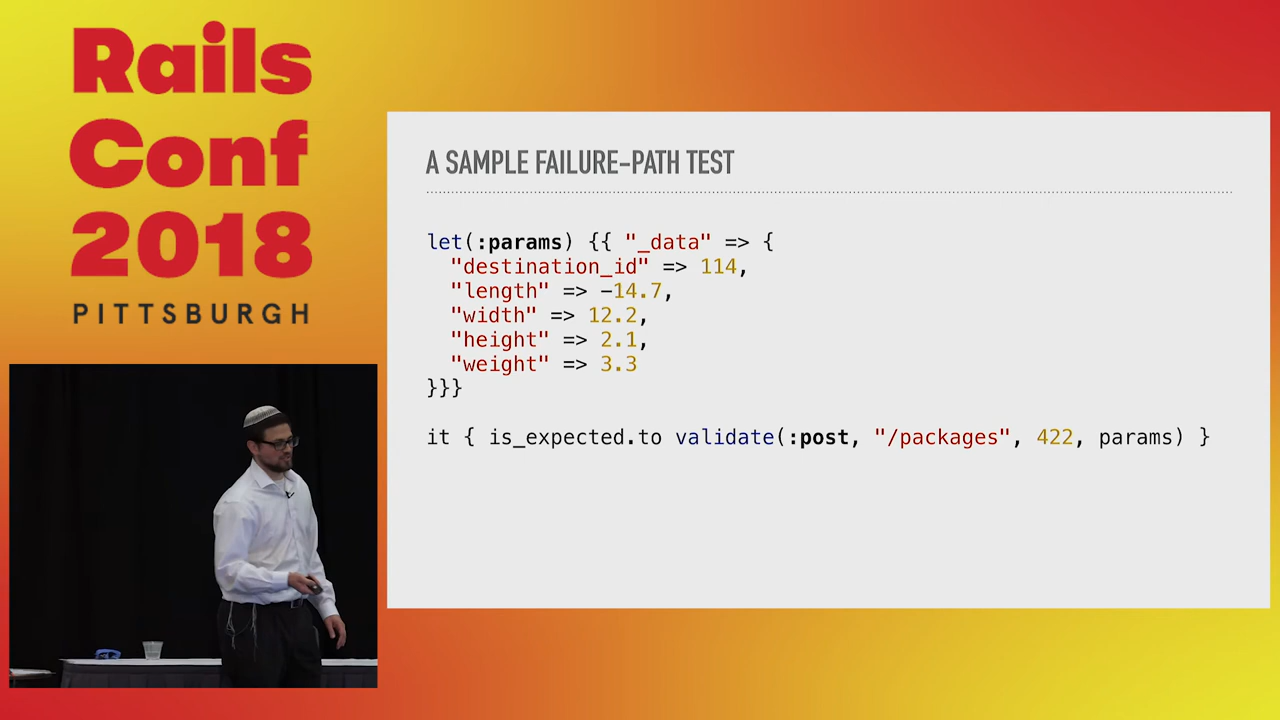 Rails
Conf
2018
PITTSBURGH
A SAMPLE FAILURE-PATH TEST
let(:params) {{ "_data" => {
  "destination_id" => 114,
  "length" => -14.7,
  "width" => 12.2,
  "height" => 2.1,
  "weight" => 3.3
}}}
it { is_expected.to validate(:post, "/packages", 422, params) }